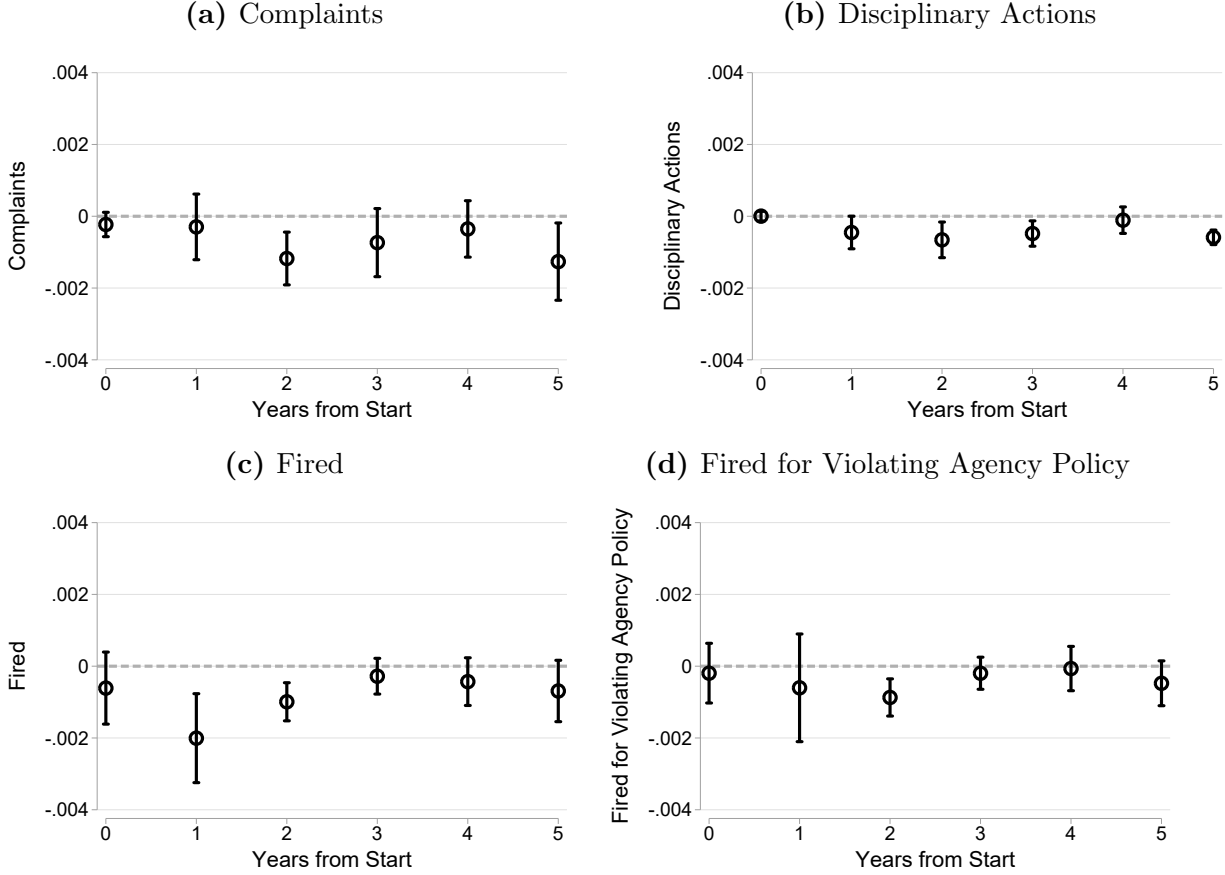 (a) Complaints
.004
.002
0
-.002
-.004
Complaints
0 1 2 3 4 5
Years from Start
(b) Disciplinary Actions
.004
.002
0
-.002
-.004
Disciplinary Actions
0 1 2 3 4 5
Years from Start
(c) Fired
.004
.002
0
-.002
-.004
Fired
0 1 2 3 4 5
Years from Start
(d) Fired for Violating Agency Policy
.004
.002
0
-.002
-.004
Fired for Violating Agency Policy
0 1 2 3 4 5
Years from Start